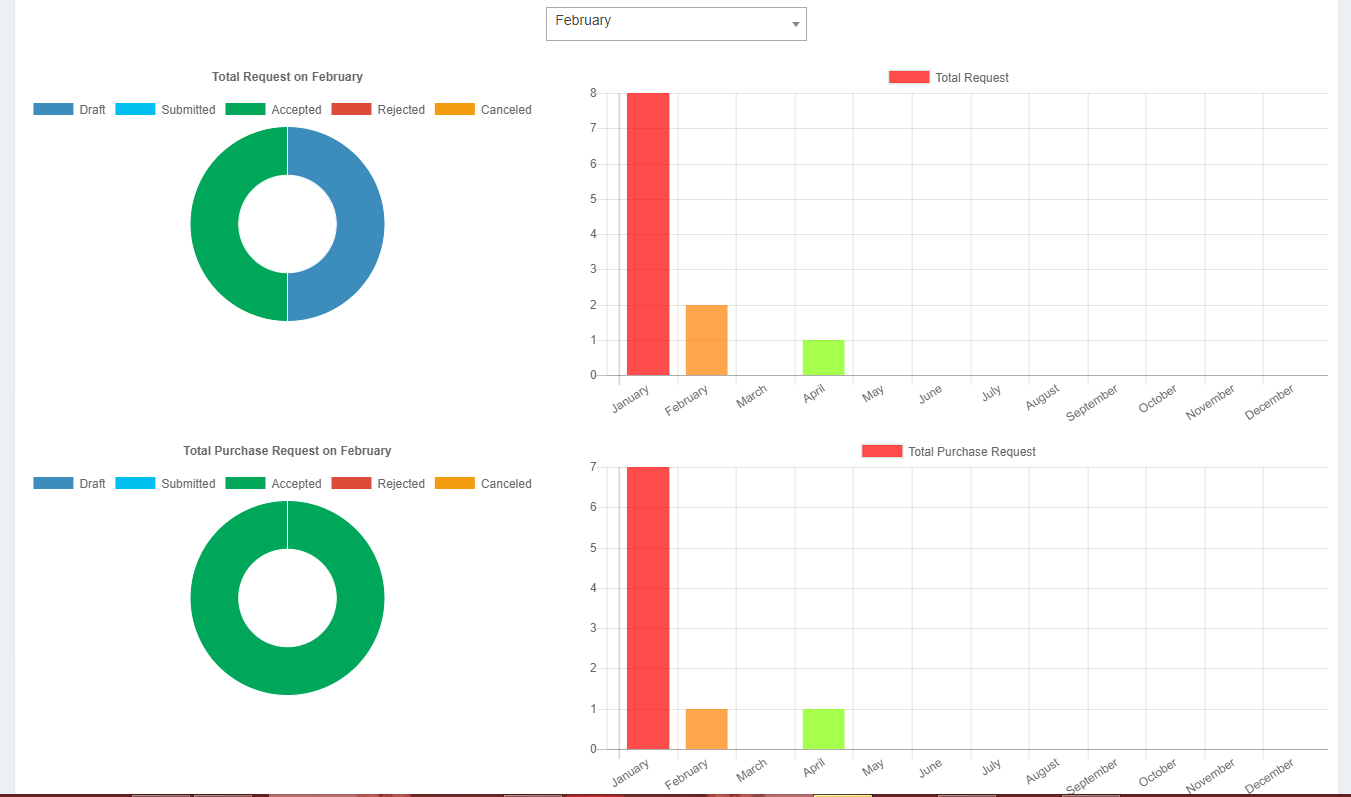 February
Total Request on February
Draft Submitted Accepted Rejected Canceled
Total Request
8
7
6
5
4
3
2
1
0
January February March April May June July August September October November December
Total Purchase Request on February
Draft Submitted Accepted Rejected Canceled
Total Purchase Request
7
6
5
4
3
2
1
0
January February March April May June July August September October November December